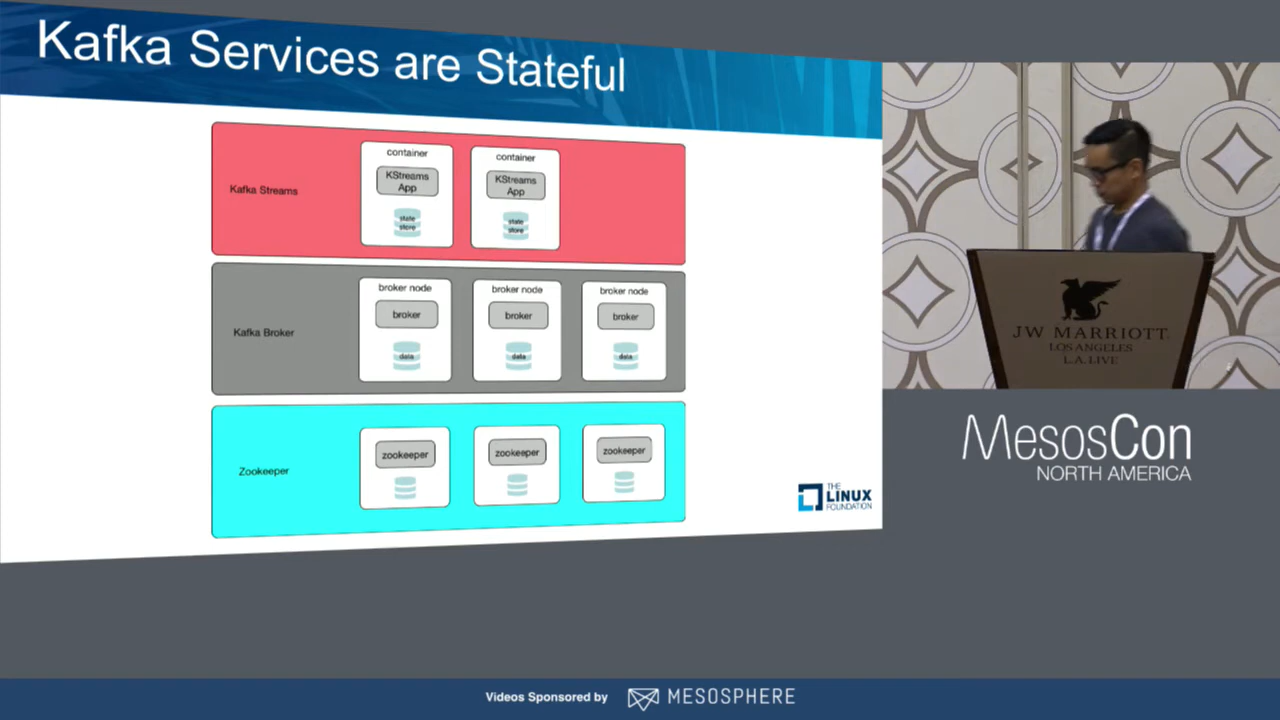 Kafka Services are Stateful
Kafka Streams
container
KStreams
App
state
store
container
KStreams
App
state
store
Kafka Broker
broker node
broker
data
broker node
broker
data
broker node
broker
data
Zookeeper
zookeeper
zookeeper
zookeeper
THE
LINUX
FOUNDATION
JW MARRIOTT
LOS ANGELES
L.A. LIVE
MesosCon
NORTH AMERICA
Videos Sponsored by
MESOSPHERE